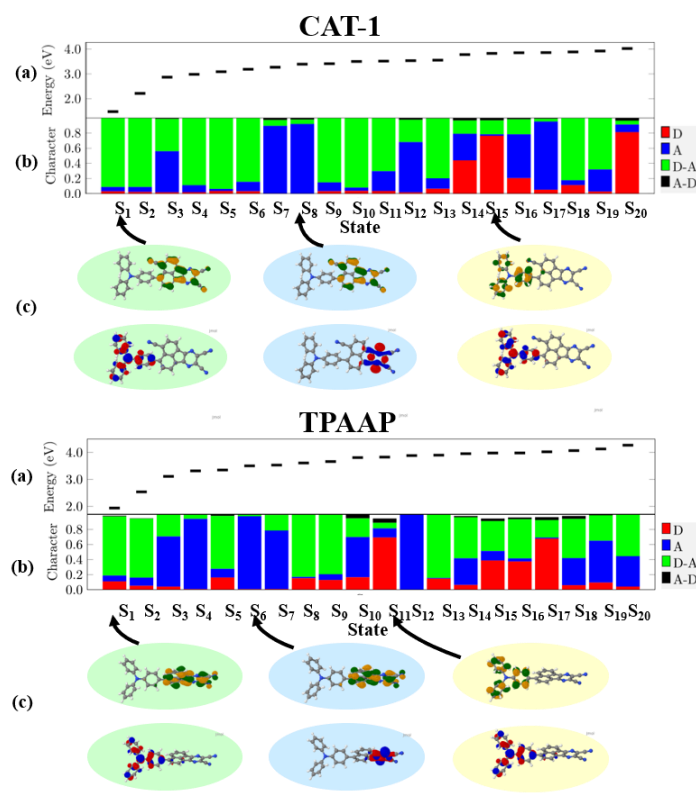 CAT-1
(a)
Energy (eV)
4.0
3.0
2.0
(b)
Character
0.8
0.6
0.4
0.2
0.0
D
A
D-A
A-D
S1 S2 S3 S4 S5 S6 S7 S8 S9 S10 S11 S12 S13 S14 S15 S16 S17 S18 S19 S20
State
(c)
TPAAP
(a)
Energy (eV)
4.0
3.0
2.0
(b)
Character
0.8
0.6
0.4
0.2
0.0
D
A
D-A
A-D
S1 S2 S3 S4 S5 S6 S7 S8 S9 S10 S11 S12 S13 S14 S15 S16 S17 S18 S19 S20
State
(c)